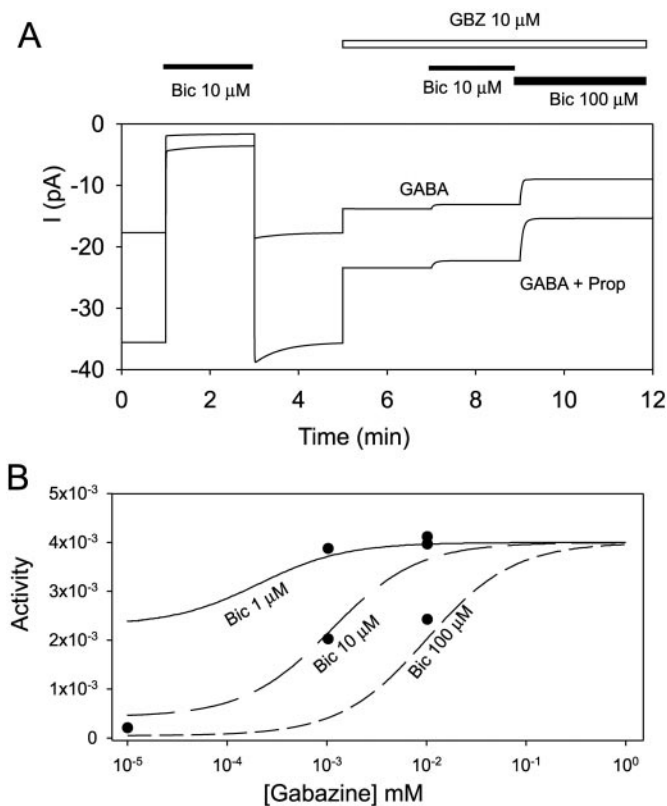 A
GBZ 10 μM
Bic 10 μM
Bic 10 μM
Bic 100 μM
0
-10
-20
-30
-40
I (pA)
GABA
GABA + Prop
0 2 4 6 8 10 12
Time (min)
B
5x10⁻³
4x10⁻³
3x10⁻³
2x10⁻³
1x10⁻³
0
Activity
Bic 1 μM
Bic 10 μM
Bic 100 μM
10⁻⁵ 10⁻⁴ 10⁻³ 10⁻² 10⁻¹ 10⁰
[Gabazine] mM